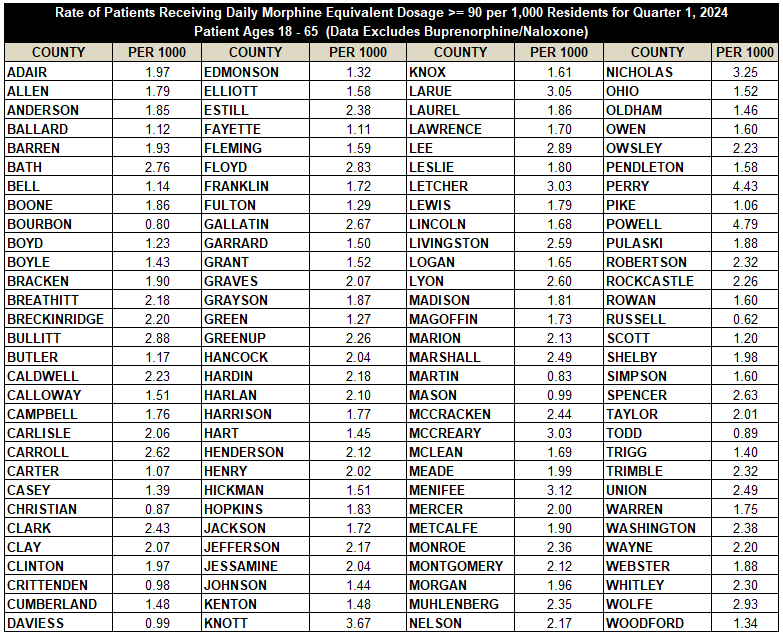 Rate of Patients Receiving Daily Morphine Equivalent Dosage >= 90 per 1,000 Residents for Quarter 1, 2024
Patient Ages 18 - 65 (Data Excludes Buprenorphine/Naloxone)
COUNTY PER 1000 COUNTY PER 1000 COUNTY PER 1000 COUNTY PER 1000
ADAIR 1.97 EDMONSON 1.32 KNOX 1.61 NICHOLAS 3.25
ALLEN 1.79 ELLIOTT 1.58 LARUE 3.05 OHIO 1.52
ANDERSON 1.85 ESTILL 2.38 LAUREL 1.86 OLDHAM 1.46
BALLARD 1.12 FAYETTE 1.11 LAWRENCE 1.70 OWEN 1.60
BARREN 1.93 FLEMING 1.59 LEE 2.89 OWSLEY 2.23
BATH 2.76 FLOYD 2.83 LESLIE 1.80 PENDLETON 1.58
BELL 1.14 FRANKLIN 1.72 LETCHER 3.03 PERRY 4.43
BOONE 1.86 FULTON 1.29 LEWIS 1.79 PIKE 1.06
BOURBON 0.80 GALLATIN 2.67 LINCOLN 1.68 POWELL 4.79
BOYD 1.23 GARRARD 1.50 LIVINGSTON 2.59 PULASKI 1.88
BOYLE 1.43 GRANT 1.52 LOGAN 1.65 ROBERTSON 2.32
BRACKEN 1.90 GRAVES 2.07 LYON 2.60 ROCKCASTLE 2.26
BREATHITT 2.18 GRAYSON 1.87 MADISON 1.81 ROWAN 1.60
BRECKINRIDGE 2.20 GREEN 1.27 MAGOFFIN 1.73 RUSSELL 0.62
BULLITT 2.88 GREENUP 2.26 MARION 2.13 SCOTT 1.20
BUTLER 1.17 HANCOCK 2.04 MARSHALL 2.49 SHELBY 1.98
CALDWELL 2.23 HARDIN 2.18 MARTIN 0.83 SIMPSON 1.60
CALLOWAY 1.51 HARLAN 2.10 MASON 0.99 SPENCER 2.63
CAMPBELL 1.76 HARRISON 1.77 MCCRACKEN 2.44 TAYLOR 2.01
CARLISLE 2.06 HART 1.45 MCCREARY 3.03 TODD 0.89
CARROLL 2.62 HENDERSON 2.12 MCLEAN 1.69 TRIGG 1.40
CARTER 1.07 HENRY 2.02 MEADE 1.99 TRIMBLE 2.32
CASEY 1.39 HICKMAN 1.51 MENIFEE 3.12 UNION 2.49
CHRISTIAN 0.87 HOPKINS 1.83 MERCER 2.00 WARREN 1.75
CLARK 2.43 JACKSON 1.72 METCALFE 1.90 WASHINGTON 2.38
CLAY 2.07 JEFFERSON 2.17 MONROE 2.36 WAYNE 2.20
CLINTON 1.97 JESSAMINE 2.04 MONTGOMERY 2.12 WEBSTER 1.88
CRITTENDEN 0.98 JOHNSON 1.44 MORGAN 1.96 WHITLEY 2.30
CUMBERLAND 1.48 KENTON 1.48 MUHLENBERG 2.35 WOLFE 2.93
DAVIESS 0.99 KNOTT 3.67 NELSON 2.17 WOODFORD 1.34